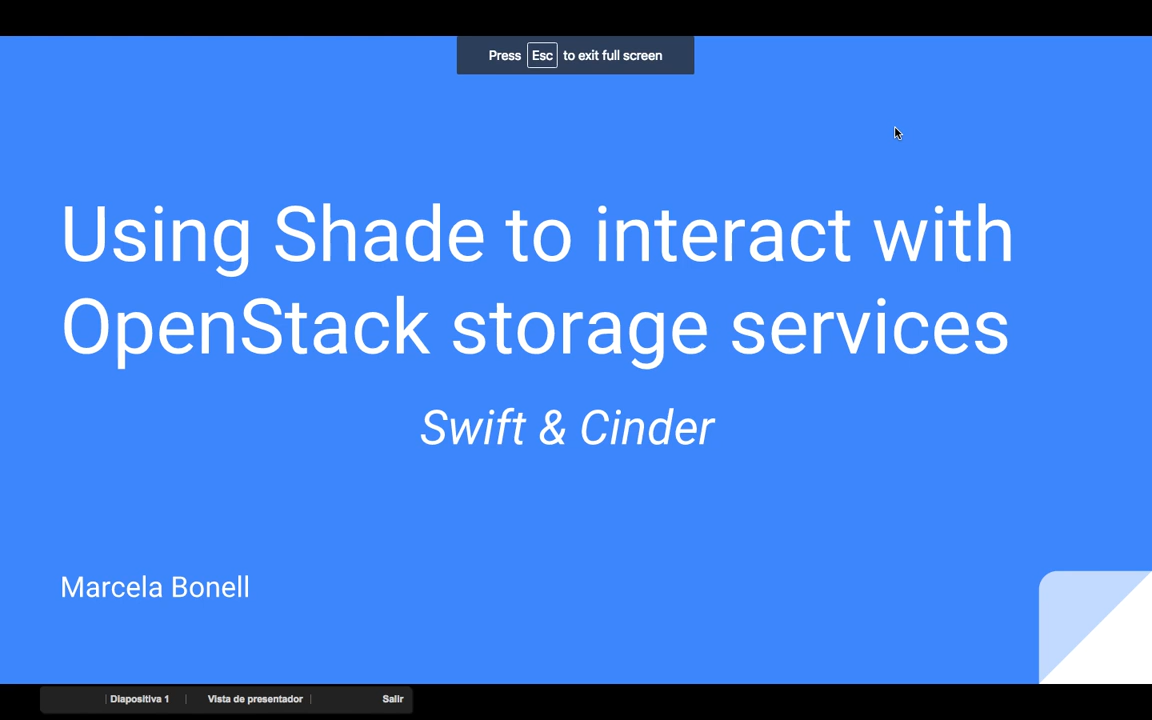 Press Esc to exit full screen
Using Shade to interact with
OpenStack storage services
Swift & Cinder
Marcela Bonell
Diapositiva 1 Vista de presentador Salir